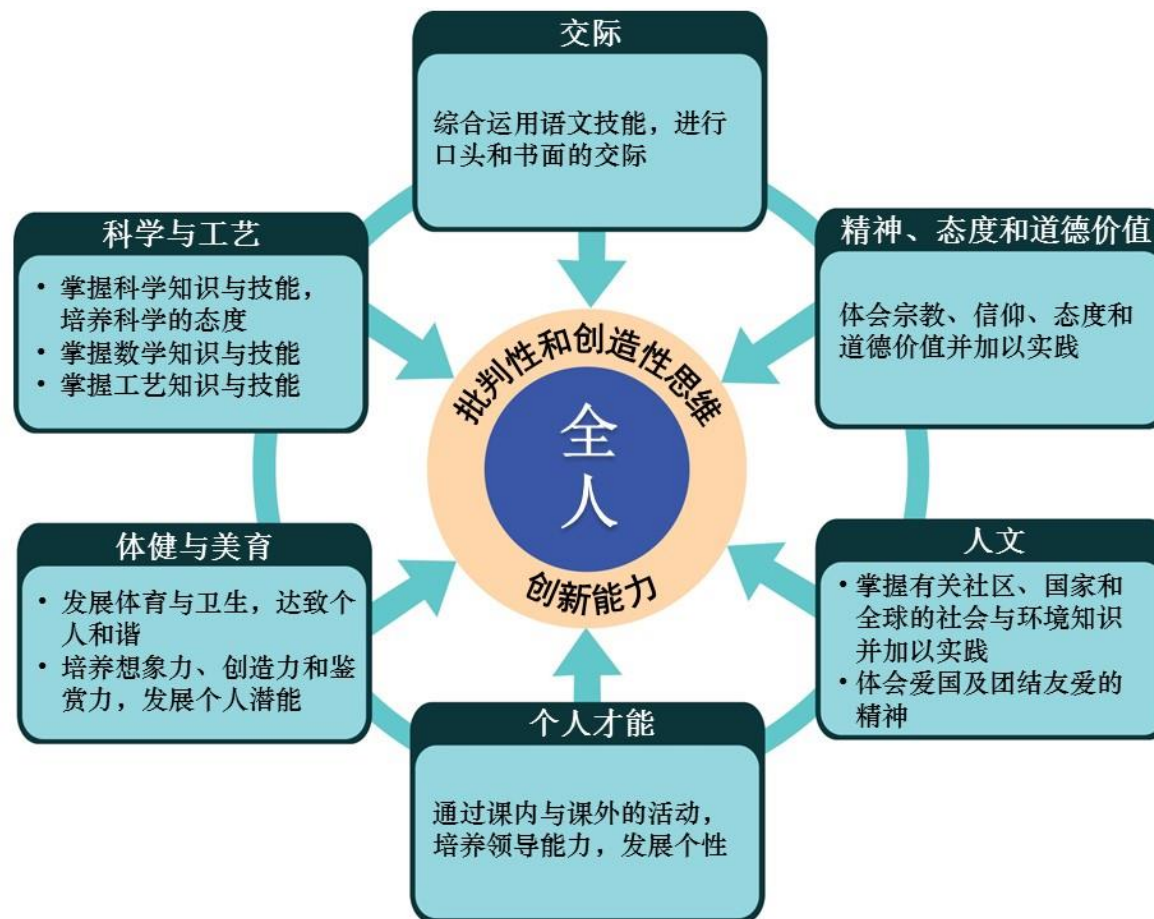 交际
综合运用语文技能，进行
口头和书面的交际
科学与工艺
• 掌握科学知识与技能，
培养科学的态度
• 掌握数学知识与技能
• 掌握工艺知识与技能
精神、态度和道德价值
体会宗教、信仰、态度和
道德价值并加以实践
批判性和创造性思维
全
人
创新能力
体健与美育
• 发展体育与卫生，达致个
人和谐
• 培养想象力、创造力和鉴
赏力，发展个人潜能
人文
• 掌握有关社区、国家和
全球的社会与环境知识
并加以实践
• 体会爱国及团结友爱的
精神
个人才能
通过课内与课外的活动，
培养领导能力，发展个性